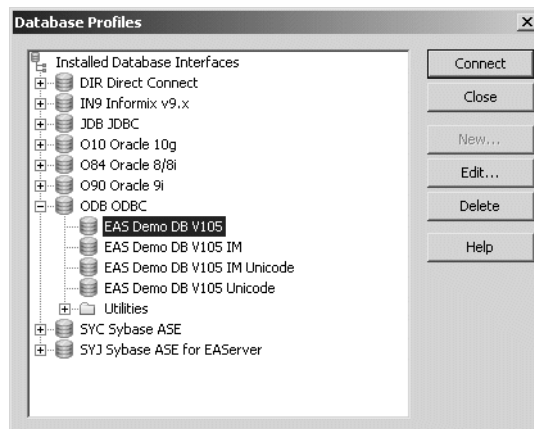 Database Profiles
Installed Database Interfaces
DIR Direct Connect
IN9 Informix v9.x
JDB JDBC
O10 Oracle 10g
O84 Oracle 8/8i
O90 Oracle 9i
ODB ODBC
EAS Demo DB V105
EAS Demo DB V105 IM
EAS Demo DB V105 IM Unicode
EAS Demo DB V105 Unicode
Utilities
SYC Sybase ASE
SYJ Sybase ASE for EAServer
Connect
Close
New...
Edit...
Delete
Help